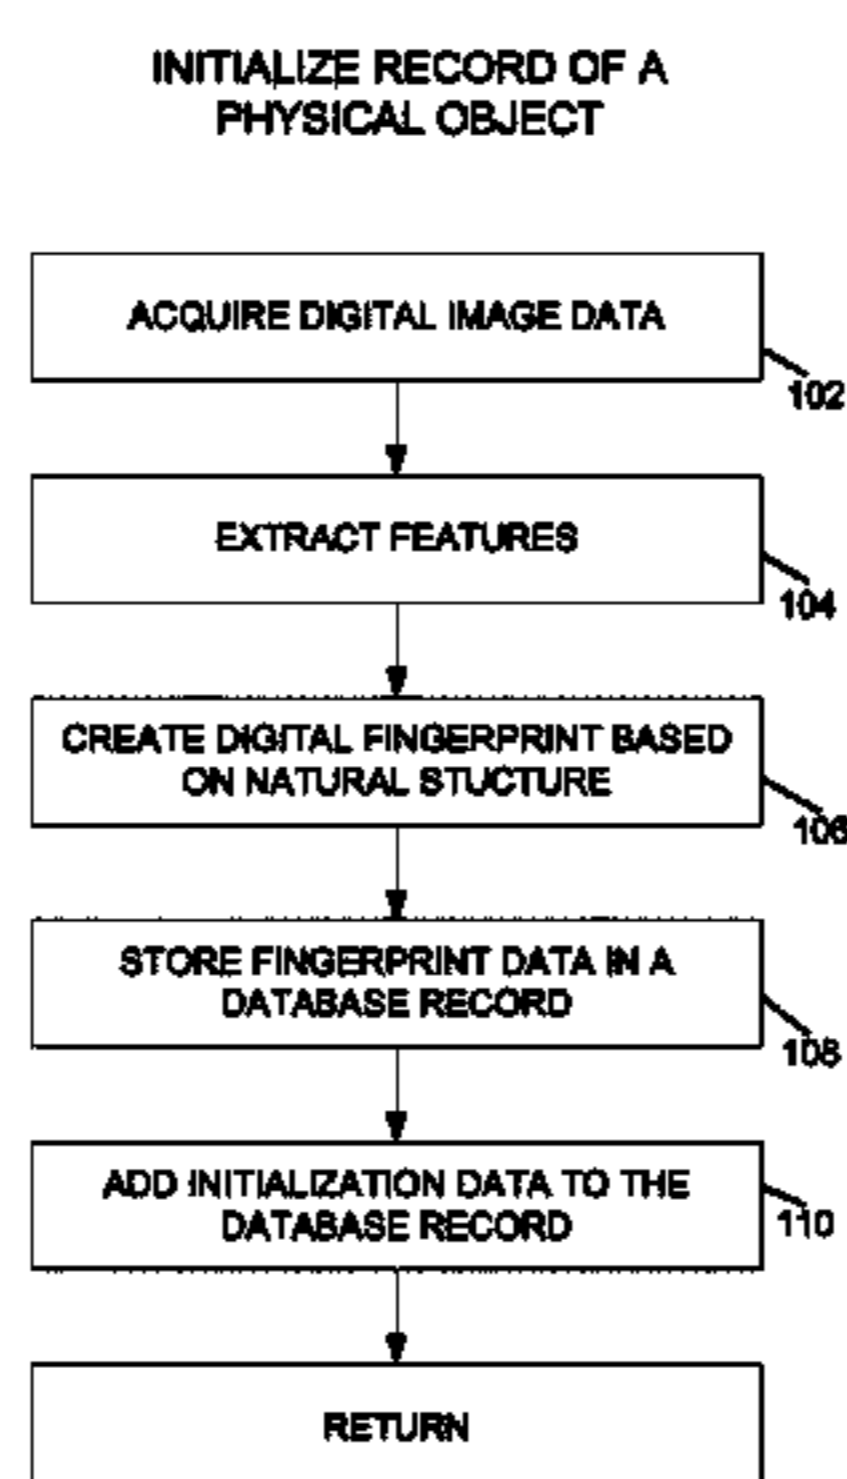 INITIALIZE RECORD OF A
PHYSICAL OBJECT
ACQUIRE DIGITAL IMAGE DATA
102
EXTRACT FEATURES
104
CREATE DIGITAL FINGERPRINT BASED
ON NATURAL STUCTURE
106
STORE FINGERPRINT DATA IN A
DATABASE RECORD
108
ADD INITIALIZATION DATA TO THE
DATABASE RECORD
110
RETURN